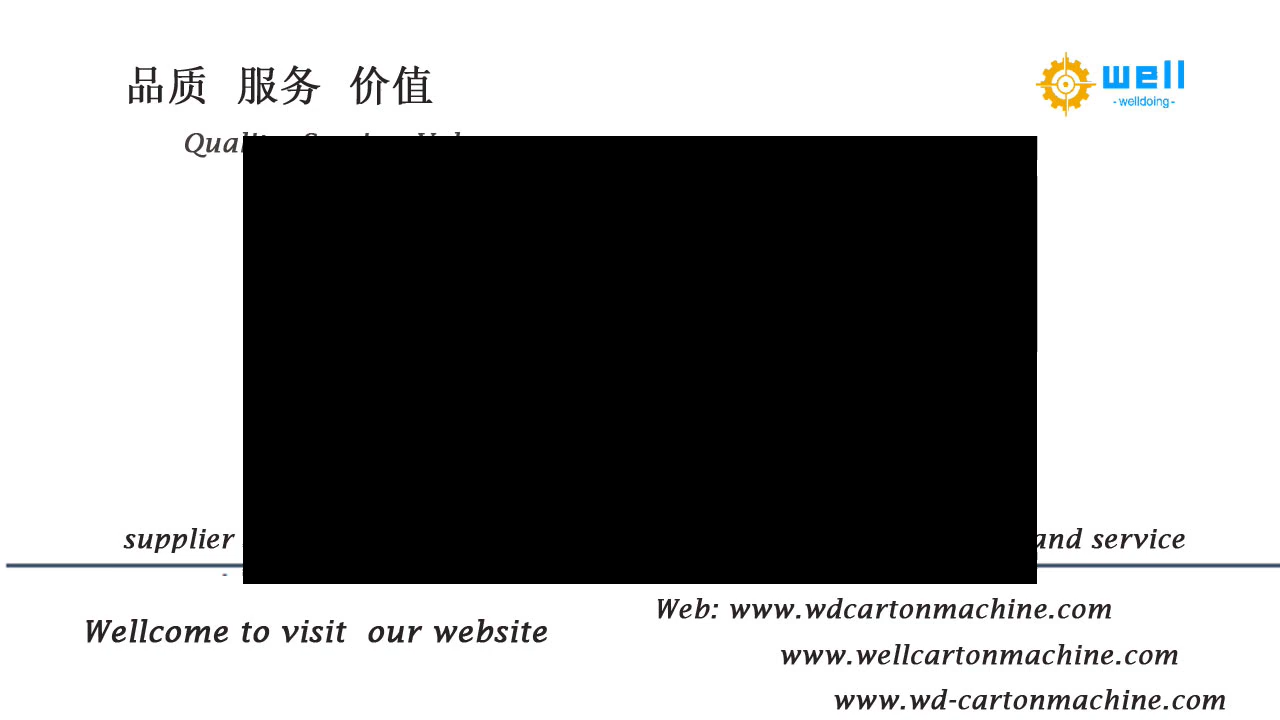 品质 服务 价值
well
-welldoing-
supplier
and service
Wellcome to visit our website
Web: www.wdcartonmachine.com
www.wellcartonmachine.com
www.wd-cartonmachine.com